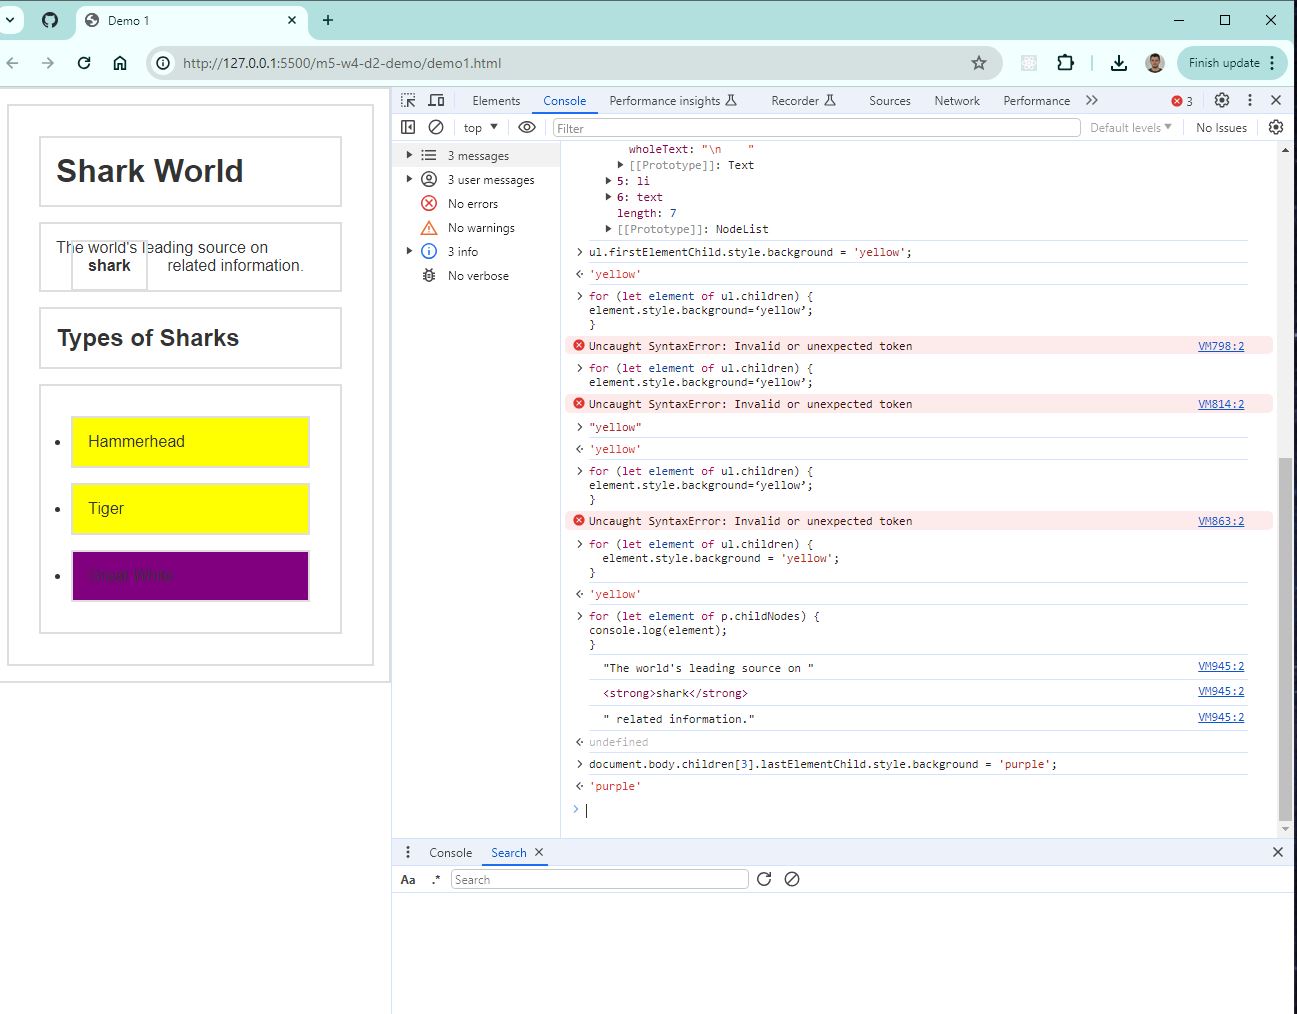 Demo 1
http://127.0.0.1:5500/m5-w4-d2-demo/demo1.html
Finish update
Shark World
The world's leading source on
shark related information.
Types of Sharks
Hammerhead
Tiger
Great White
Elements Console Performance insights Recorder Sources Network Performance 3
top Filter Default levels No Issues
3 messages
3 user messages
No errors
No warnings
3 info
No verbose
wholeText: "\n    "
[[Prototype]]: Text
5: li
6: text
length: 7
[[Prototype]]: NodeList
ul.firstElementChild.style.background = 'yellow';
'yellow'
for (let element of ul.children) {
element.style.background=‘yellow’;
}
Uncaught SyntaxError: Invalid or unexpected token VM798:2
for (let element of ul.children) {
element.style.background=‘yellow’;
Uncaught SyntaxError: Invalid or unexpected token VM814:2
"yellow"
'yellow'
for (let element of ul.children) {
element.style.background=‘yellow’;
}
Uncaught SyntaxError: Invalid or unexpected token VM863:2
for (let element of ul.children) {
element.style.background = 'yellow';
}
'yellow'
for (let element of p.childNodes) {
console.log(element);
}
"The world's leading source on " VM945:2
<strong>shark</strong> VM945:2
" related information." VM945:2
undefined
document.body.children[3].lastElementChild.style.background = 'purple';
'purple'
Console Search
Aa .* Search